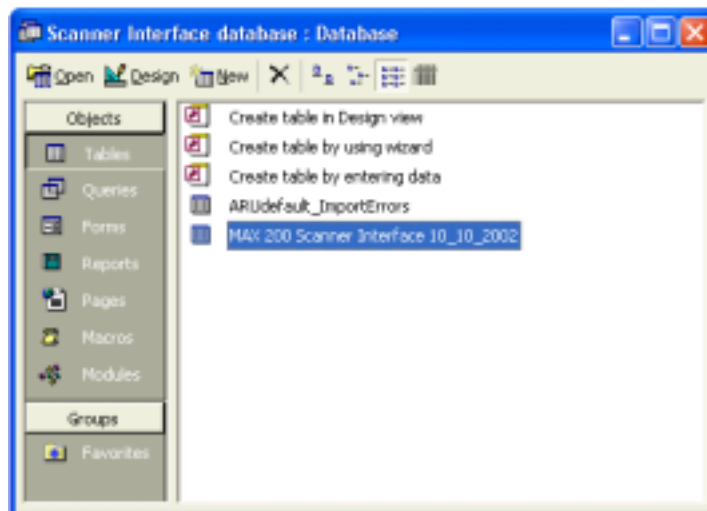 Scanner Interface database : Database
Open Design New
Objects
Tables
Queries
Forms
Reports
Pages
Macros
Modules
Groups
Favorites
Create table in Design view
Create table by using wizard
Create table by entering data
ARUdefault_ImportErrors
MAX 200 Scanner Interface 10_10_2002